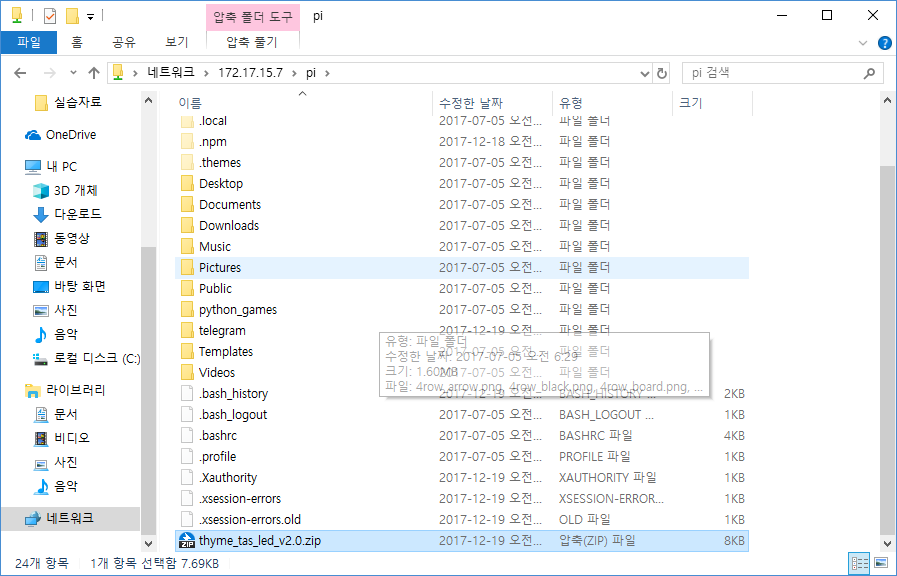 압축 폴더 도구 pi
파일 홈 공유 보기 압축 풀기
네트워크 › 172.17.15.7 › pi ›
pi 검색
실습자료
OneDrive
내 PC
3D 개체
다운로드
동영상
문서
바탕 화면
사진
음악
로컬 디스크 (C:)
라이브러리
문서
비디오
사진
음악
네트워크
이름 수정한 날짜 유형 크기
.local 2017-07-05 오전... 파일 폴더
.npm 2017-12-18 오전... 파일 폴더
.themes 2017-07-05 오전... 파일 폴더
Desktop 2017-07-05 오전... 파일 폴더
Documents 2017-07-05 오전... 파일 폴더
Downloads 2017-07-05 오전... 파일 폴더
Music 2017-07-05 오전... 파일 폴더
Pictures 2017-07-05 오전... 파일 폴더
Public 2017-07-05 오전... 파일 폴더
python_games 2017-07-05 오전... 파일 폴더
telegram 2017-12-19 오전... 파일 폴더
Templates 2017-07-05 오전... 파일 폴더
Videos 2017-07-05 오전... 파일 폴더
유형: 파일 폴더
수정한 날짜: 2017-07-05 오전 6:29
크기: 1.60MB
파일: 4row_arrow.png, 4row_black.png, 4row_board.png, ...
.bash_history 2017-12-19 오전... BASH_HISTORY ... 2KB
.bash_logout 2017-07-05 오전... BASH_LOGOUT ... 1KB
.bashrc 2017-07-05 오전... BASHRC 파일 4KB
.profile 2017-07-05 오전... PROFILE 파일 1KB
.Xauthority 2017-12-19 오전... XAUTHORITY 파일 1KB
.xsession-errors 2017-12-19 오전... XSESSION-ERROR... 1KB
.xsession-errors.old 2017-12-19 오전... OLD 파일 1KB
ZIP thyme_tas_led_v2.0.zip 2017-12-19 오전... 압축(ZIP) 파일 8KB
24개 항목 1개 항목 선택함 7.69KB